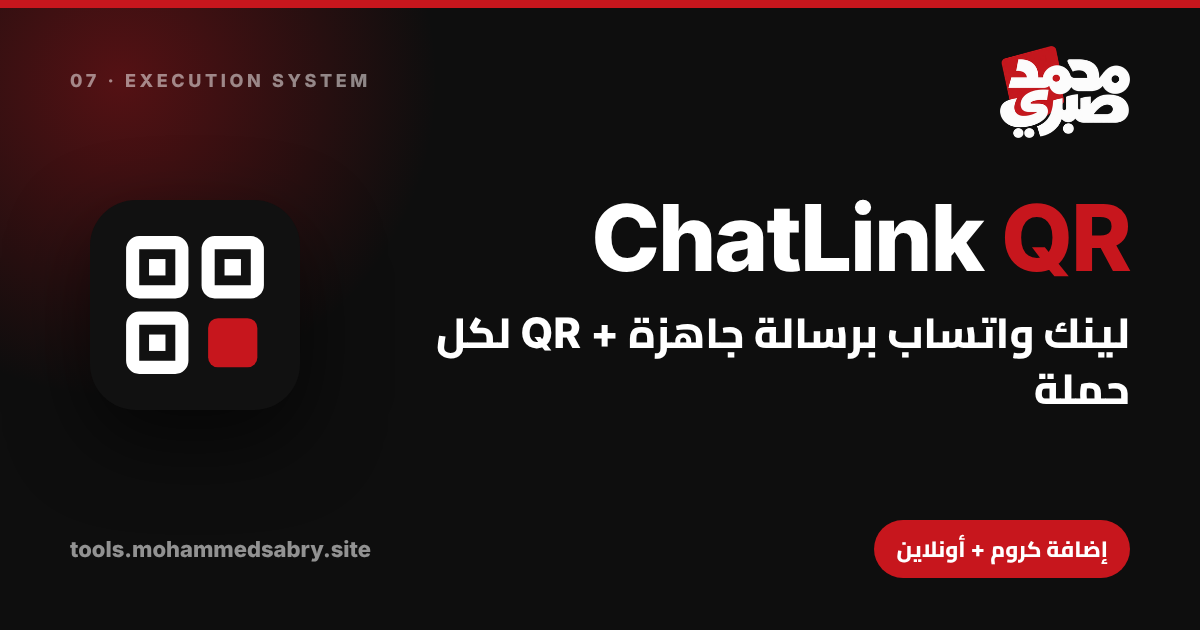 07 · EXECUTION SYSTEM
محمد
صبري
ChatLink QR
لينك واتساب برسالة جاهزة + QR لكل
حملة
tools.mohammedsabry.site
إضافة كروم + أونلاين